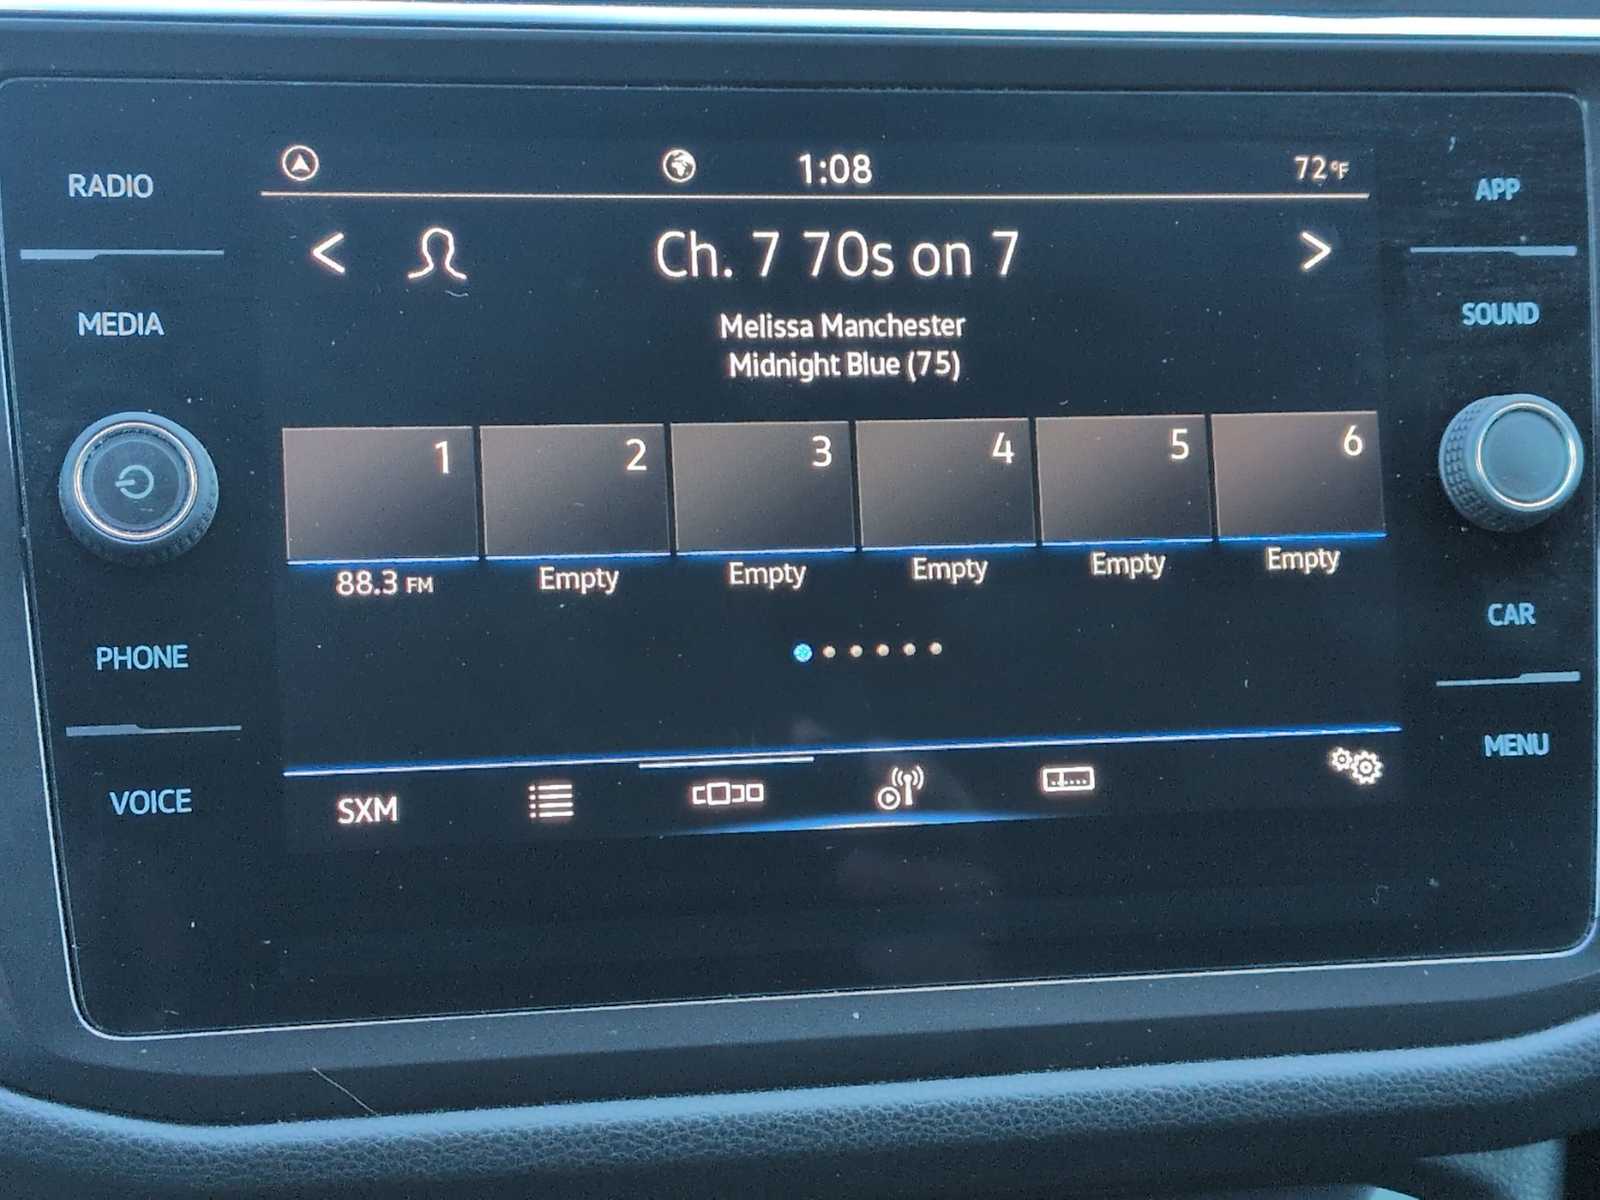 RADIO
MEDIA
PHONE
VOICE
1:08
72°F
Ch. 7 70s on 7
Melissa Manchester
Midnight Blue (75)
1
2
3
4
5
6
88.3 FM
Empty
Empty
Empty
Empty
Empty
SXM
APP
SOUND
CAR
MENU